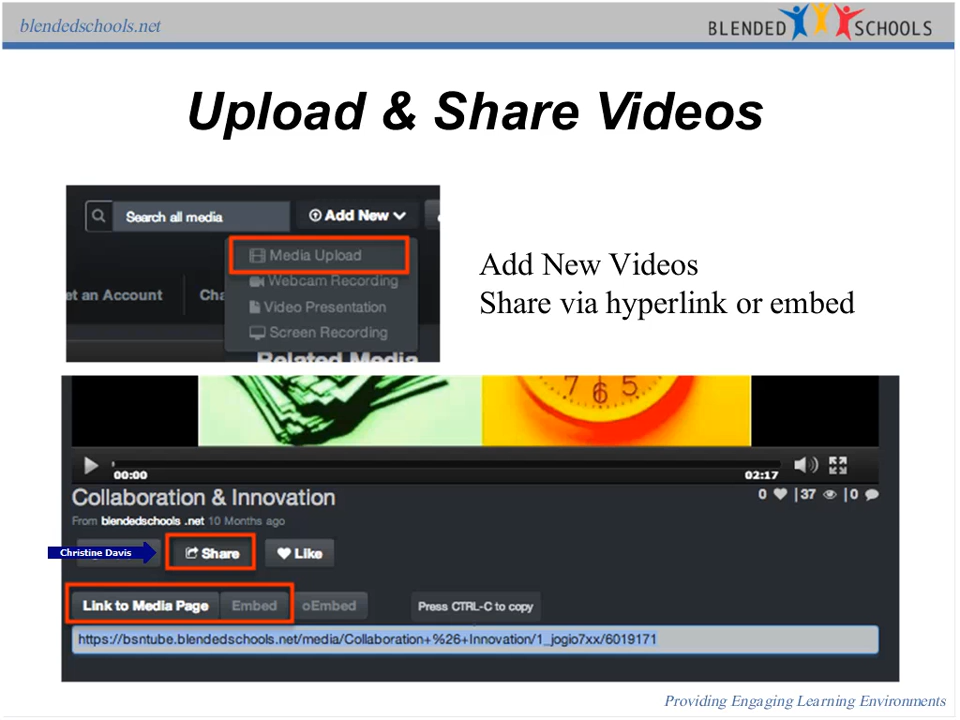 blendedschools.net
BLENDED SCHOOLS
Upload & Share Videos
Search all media
Add New
Media Upload
Webcam Recording
Video Presentation
Screen Recording
et an Account
Cha
Related Media
Add New Videos
Share via hyperlink or embed
7 6 5
00:00
02:17
Collaboration & Innovation
0 | 37 | 0
From blendedschools .net 10 Months ago
Christine Davis
Share
Like
Link to Media Page
Embed
oEmbed
Press CTRL-C to copy
https://bsntube.blendedschools.net/media/Collaboration+%26+Innovation/1_jogio7xx/6019171
Providing Engaging Learning Environments